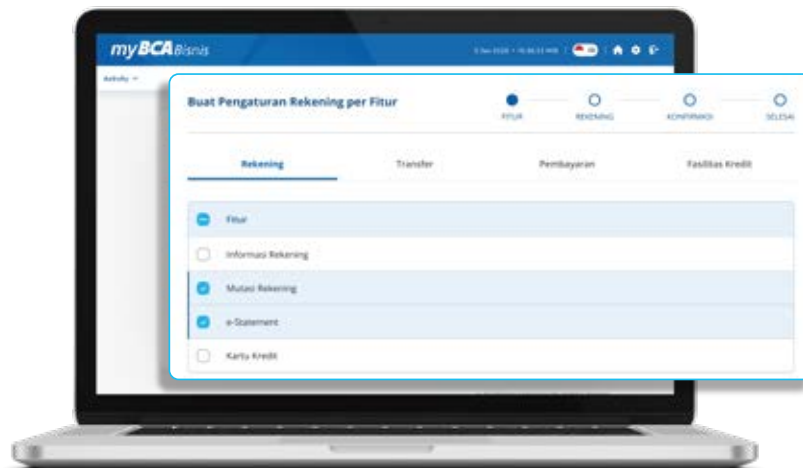 myBCA Bisnis
Activity
Buat Pengaturan Rekening per Fitur
FITUR
REKENING
KONFIRMASI
SELESAI
Rekening
Transfer
Pembayaran
Fasilitas Kredit
Fitur
Informasi Rekening
Mutasi Rekening
e-Statement
Kartu Kredit